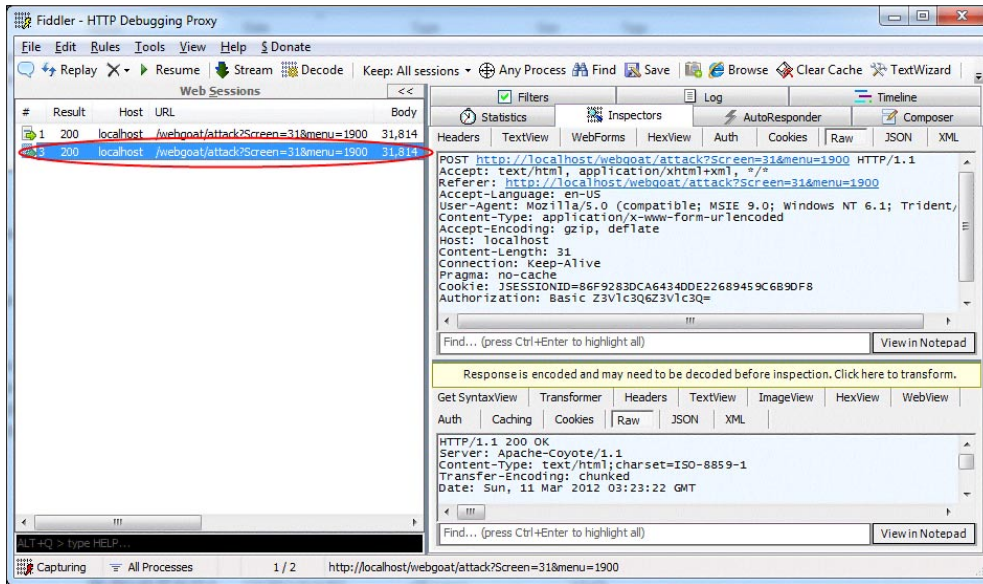 Fiddler - HTTP Debugging Proxy
File Edit Rules Tools View Help $ Donate
Replay Resume Stream Decode Keep: All sessions Any Process Find Save Browse Clear Cache TextWizard
Web Sessions <<
# Result Host URL Body
1 200 localhost /webgoat/attack?Screen=31&menu=1900 31,814
3 200 localhost /webgoat/attack?Screen=31&menu=1900 31,814
ALT+Q > type HELP...
Filters Log Timeline
Statistics Inspectors AutoResponder Composer
Headers TextView WebForms HexView Auth Cookies Raw JSON XML
POST http://localhost/webgoat/attack?Screen=31&menu=1900 HTTP/1.1
Accept: text/html, application/xhtml+xml, */*
Referer: http://localhost/webgoat/attack?Screen=31&menu=1900
Accept-Language: en-US
User-Agent: Mozilla/5.0 (compatible; MSIE 9.0; Windows NT 6.1; Trident/
Content-Type: application/x-www-form-urlencoded
Accept-Encoding: gzip, deflate
Host: localhost
Content-Length: 31
Connection: Keep-Alive
Pragma: no-cache
Cookie: JSESSIONID=86F9283DCA6434DDE22689459C6B9DF8
Authorization: Basic Z3Vlc3Q6Z3Vlc3Q=
Find... (press Ctrl+Enter to highlight all) View in Notepad
Response is encoded and may need to be decoded before inspection. Click here to transform.
Get SyntaxView Transformer Headers TextView ImageView HexView WebView
Auth Caching Cookies Raw JSON XML
HTTP/1.1 200 OK
Server: Apache-Coyote/1.1
Content-Type: text/html;charset=ISO-8859-1
Transfer-Encoding: chunked
Date: Sun, 11 Mar 2012 03:23:22 GMT
Find... (press Ctrl+Enter to highlight all) View in Notepad
Capturing All Processes 1 / 2 http://localhost/webgoat/attack?Screen=31&menu=1900